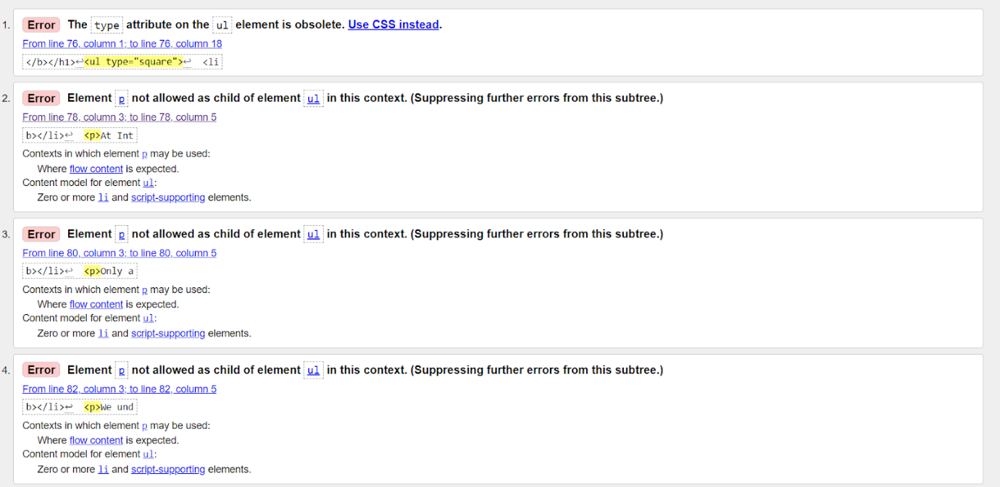 1. Error The type attribute on the ul element is obsolete. Use CSS instead.
From line 76, column 1; to line 76, column 18
</b></h1>↩<ul type="square">↩  <li
2. Error Element p not allowed as child of element ul in this context. (Suppressing further errors from this subtree.)
From line 78, column 3; to line 78, column 5
b></li>↩  <p>At Int
Contexts in which element p may be used:
Where flow content is expected.
Content model for element ul:
Zero or more li and script-supporting elements.
3. Error Element p not allowed as child of element ul in this context. (Suppressing further errors from this subtree.)
From line 80, column 3; to line 80, column 5
b></li>↩  <p>Only a
Contexts in which element p may be used:
Where flow content is expected.
Content model for element ul:
Zero or more li and script-supporting elements.
4. Error Element p not allowed as child of element ul in this context. (Suppressing further errors from this subtree.)
From line 82, column 3; to line 82, column 5
b></li>↩  <p>We und
Contexts in which element p may be used:
Where flow content is expected.
Content model for element ul:
Zero or more li and script-supporting elements.